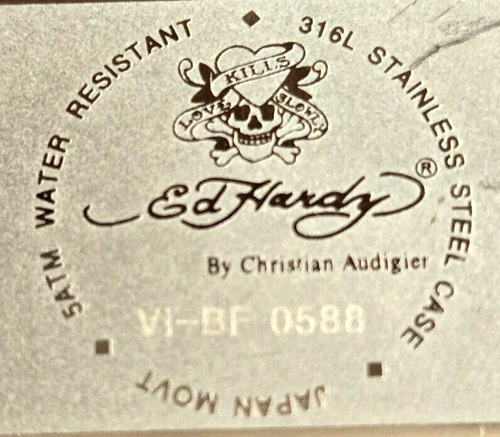 5ATM WATER RESISTANT
316L STAINLESS STEEL CASE
LOVE KILLS SLOWLY
Ed Hardy®
By Christian Audigier
VI-BF 0588
JAPAN MOVT